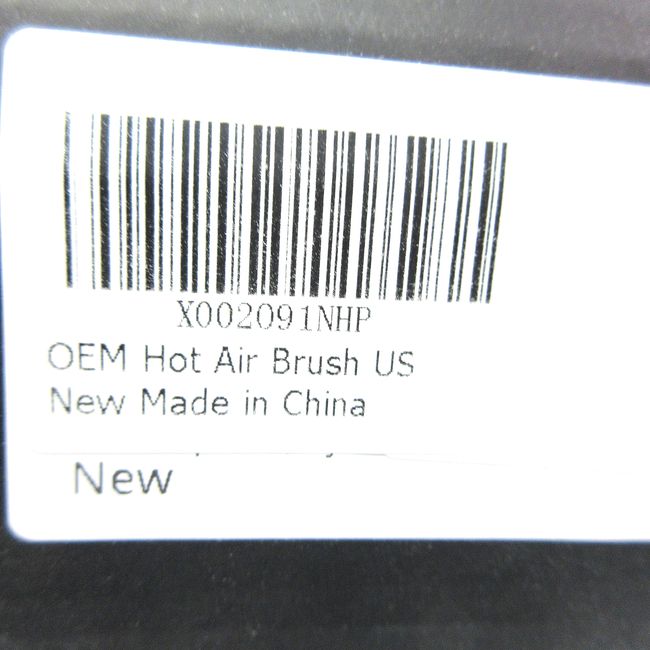 X002091NHP
OEM Hot Air Brush US
New Made in China
New